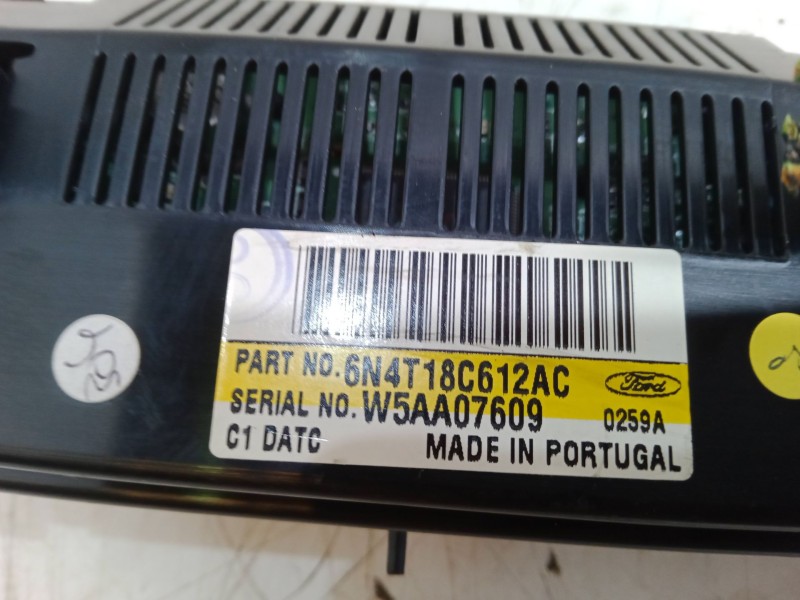 PART NO. 6N4T18C612AC
Ford
SERIAL NO. W5AA07609
0259A
C1 DATC
MADE IN PORTUGAL